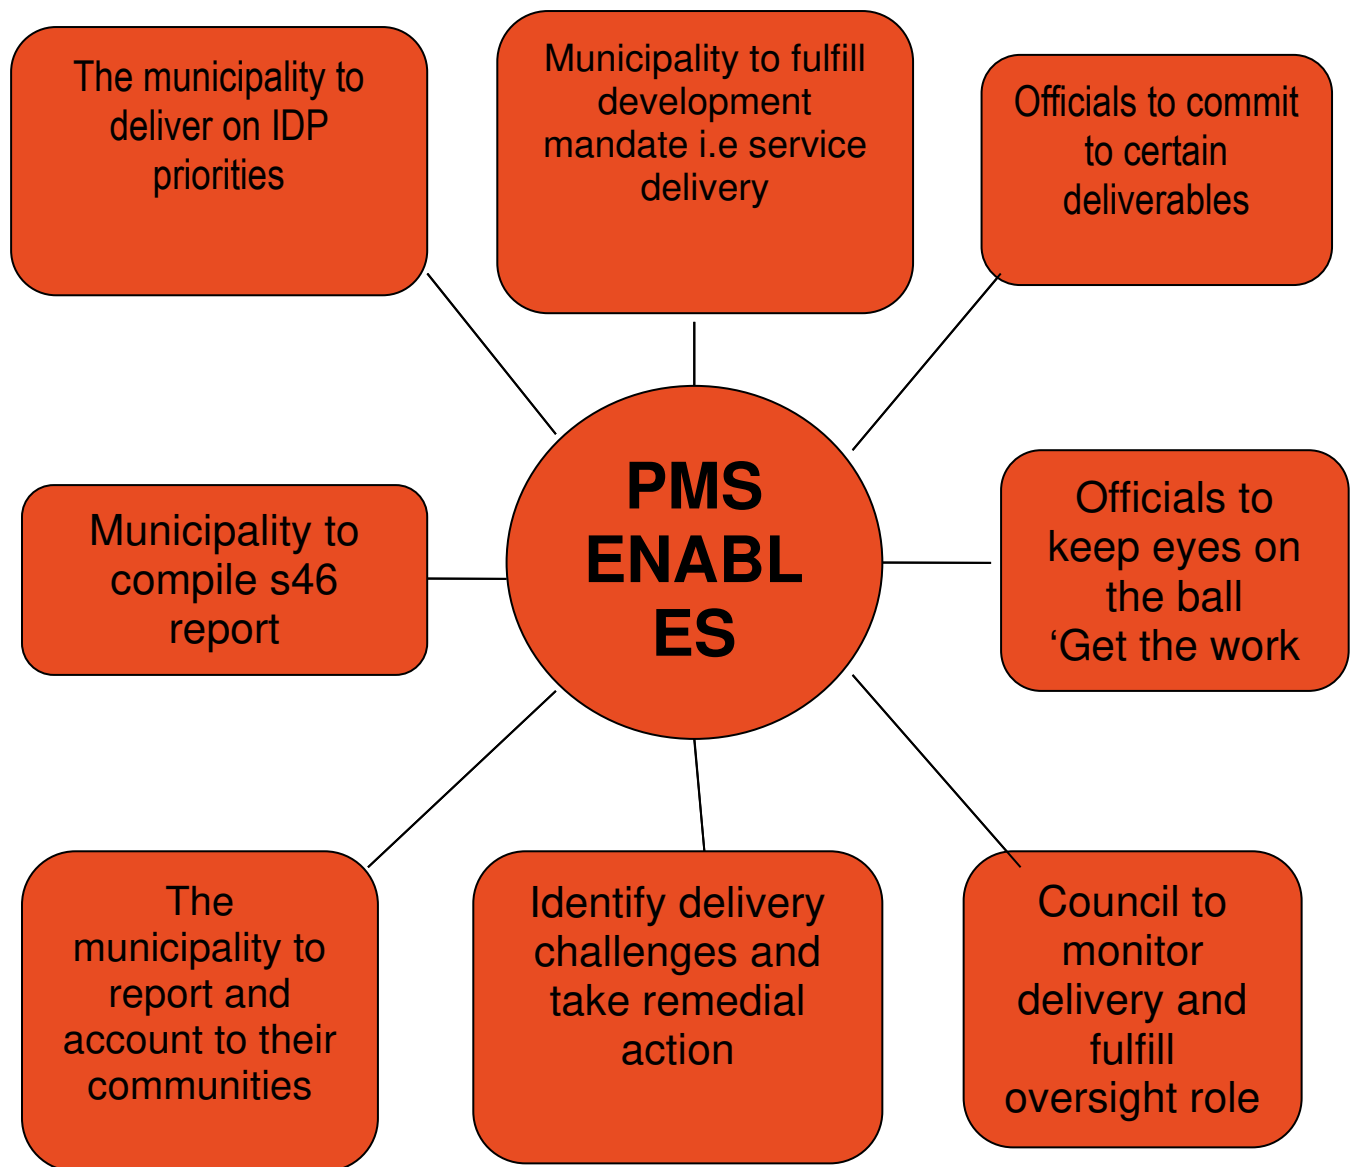 The municipality to
deliver on IDP
priorities
Municipality to fulfill
development
mandate i.e service
delivery
Officials to commit
to certain
deliverables
Municipality to
compile s46
report
PMS
ENABL
ES
Officials to
keep eyes on
the ball
‘Get the work
The
municipality to
report and
account to their
communities
Identify delivery
challenges and
take remedial
action
Council to
monitor
delivery and
fulfill
oversight role